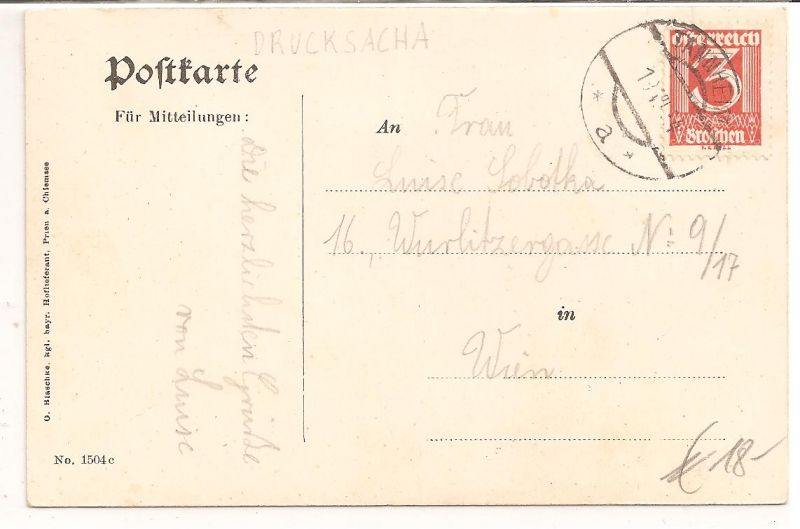 DRUCKSACHA
Postkarte
Für Mitteilungen:
Die herzlichsten Grüße
von Luise
O. Blaschke, kgl. bayr. Hoflieferant, Prien a. Chiemsee
No. 1504c
Österreich
3
Groschen
a
An Frau
Luise Sobotka
16., Wurlitzergasse No: 9/17
in
Wien
€ 18-